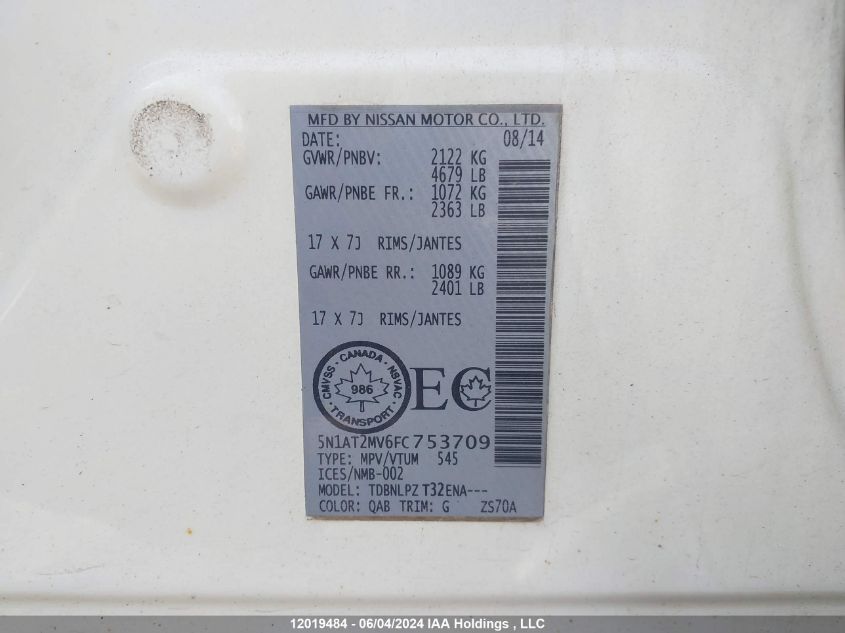 MFD BY NISSAN MOTOR CO., LTD.
DATE: 08/14
GVWR/PNBV: 2122 KG
4679 LB
GAWR/PNBE FR.: 1072 KG
2363 LB
17 X 7J RIMS/JANTES
GAWR/PNBE RR.: 1089 KG
2401 LB
17 X 7J RIMS/JANTES
CMVSS · CANADA · NSVAC
986
· TRANSPORT ·
EC
5N1AT2MV6FC753709
TYPE: MPV/VTUM 545
ICES/NMB-002
MODEL: TDBNLPZ T32ENA---
COLOR: QAB TRIM: G ZS70A
12019484 - 06/04/2024 IAA Holdings , LLC